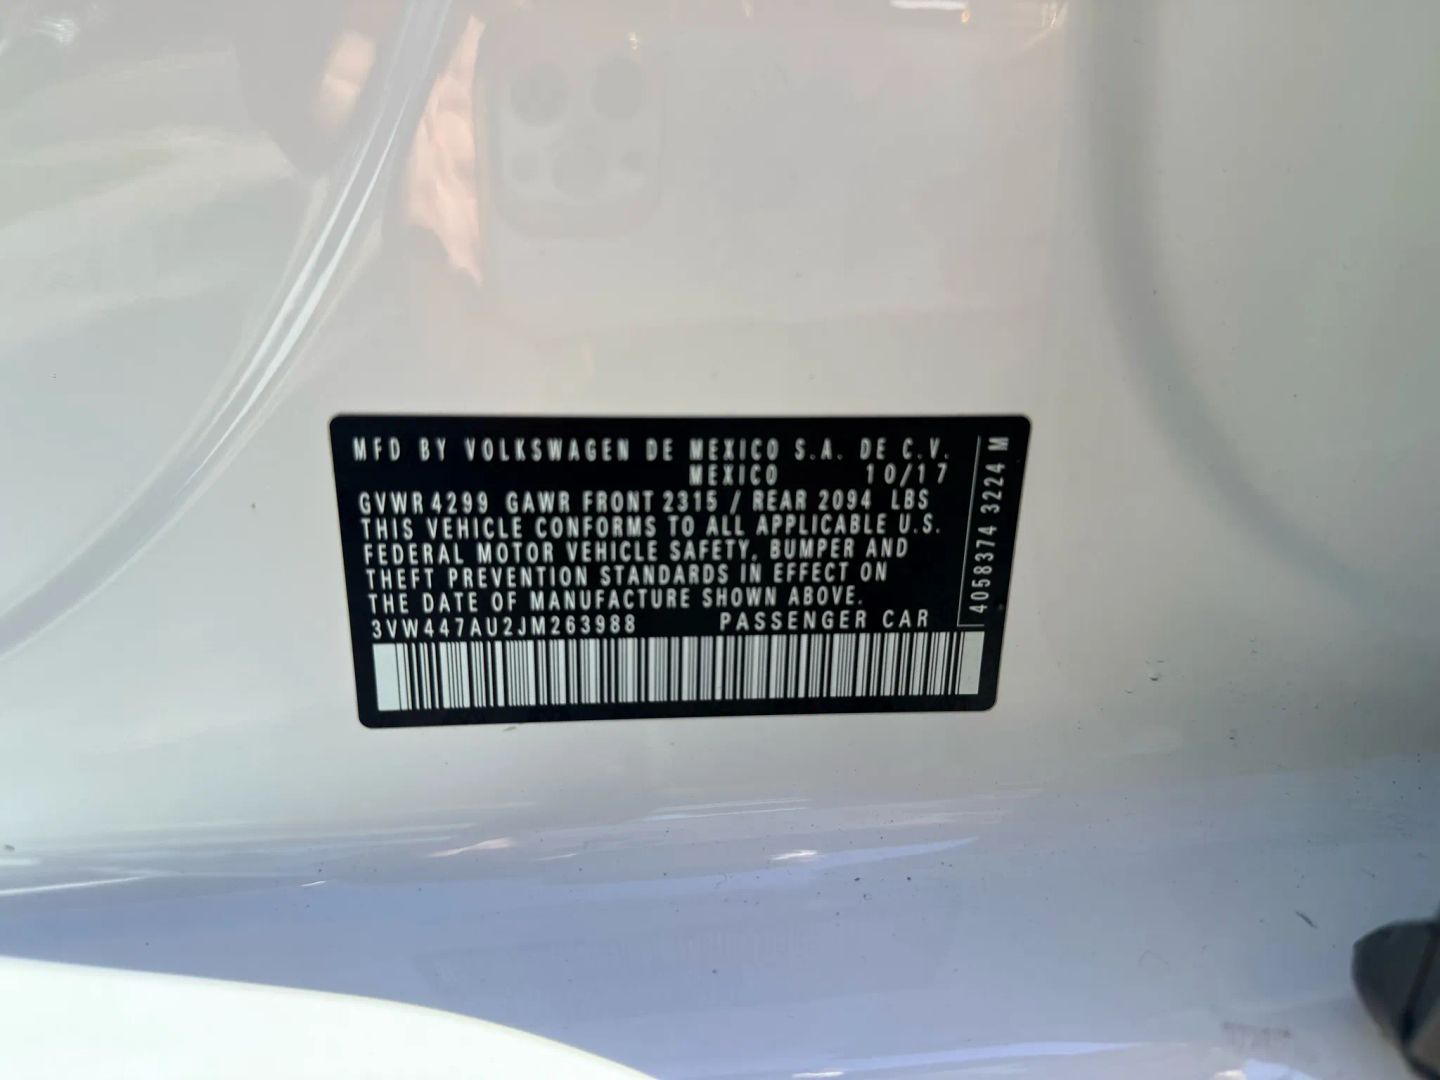 MFD BY VOLKSWAGEN DE MEXICO S.A. DE C.V.
MEXICO 10/17
GVWR 4299 GAWR FRONT 2315 / REAR 2094 LBS
THIS VEHICLE CONFORMS TO ALL APPLICABLE U.S.
FEDERAL MOTOR VEHICLE SAFETY, BUMPER AND
THEFT PREVENTION STANDARDS IN EFFECT ON
THE DATE OF MANUFACTURE SHOWN ABOVE.
3VW447AU2JM263988 PASSENGER CAR
4058374 3224 M